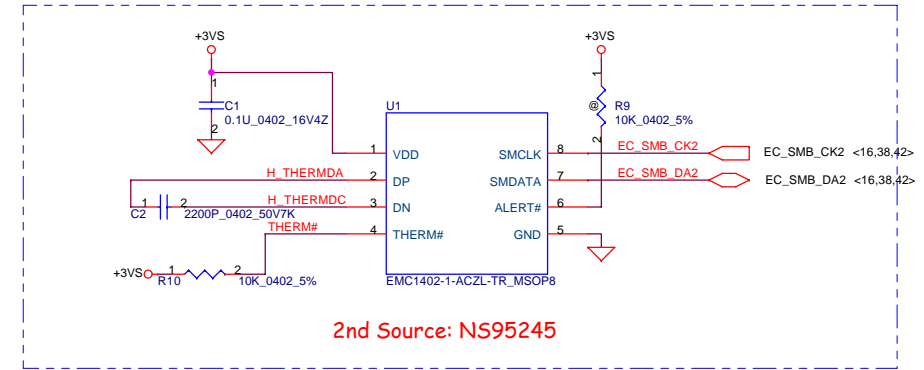 +3VS
+3VS
1
C1
0.1U_0402_16V4Z
2
U1
1
@
R9
10K_0402_5%
2
1
VDD
SMCLK
8
EC_SMB_CK2
EC_SMB_CK2 <16,38,42>
H_THERMDA
2
DP
SMDATA
7
EC_SMB_DA2
EC_SMB_DA2 <16,38,42>
1
2
H_THERMDC
3
DN
ALERT#
6
C2
2200P_0402_50V7K
THERM#
4
THERM#
GND
5
+3VS
1
2
R10
10K_0402_5%
EMC1402-1-ACZL-TR_MSOP8
2nd Source: NS95245